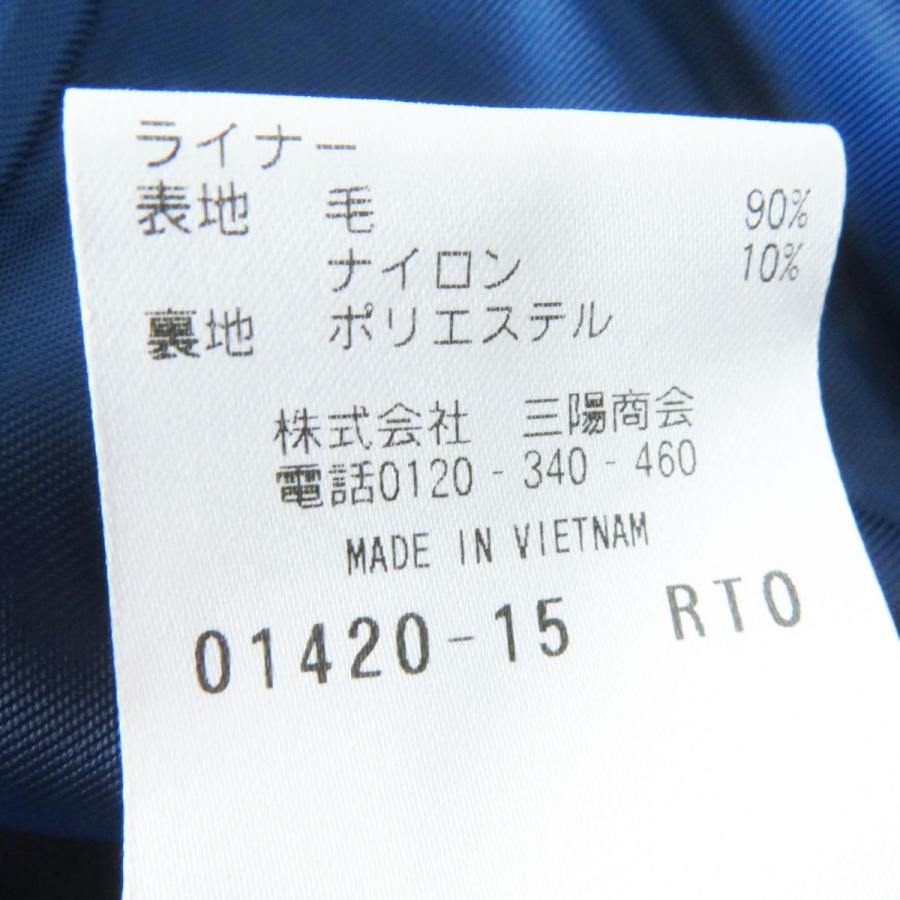 ライナー
表地 毛 90%
ナイロン 10%
裏地 ポリエステル
株式会社 三陽商会
電話0120-340-460
MADE IN VIETNAM
01420-15 RTO